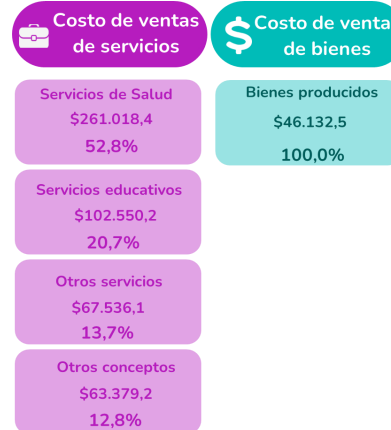 Costo de ventas
de servicios
Servicios de Salud
$261.018,4
52,8%
Servicios educativos
$102.550,2
20,7%
Otros servicios
$67.536,1
13,7%
Otros conceptos
$63.379,2
12,8%
$
Costo de venta
de bienes
Bienes producidos
$46.132,5
100,0%